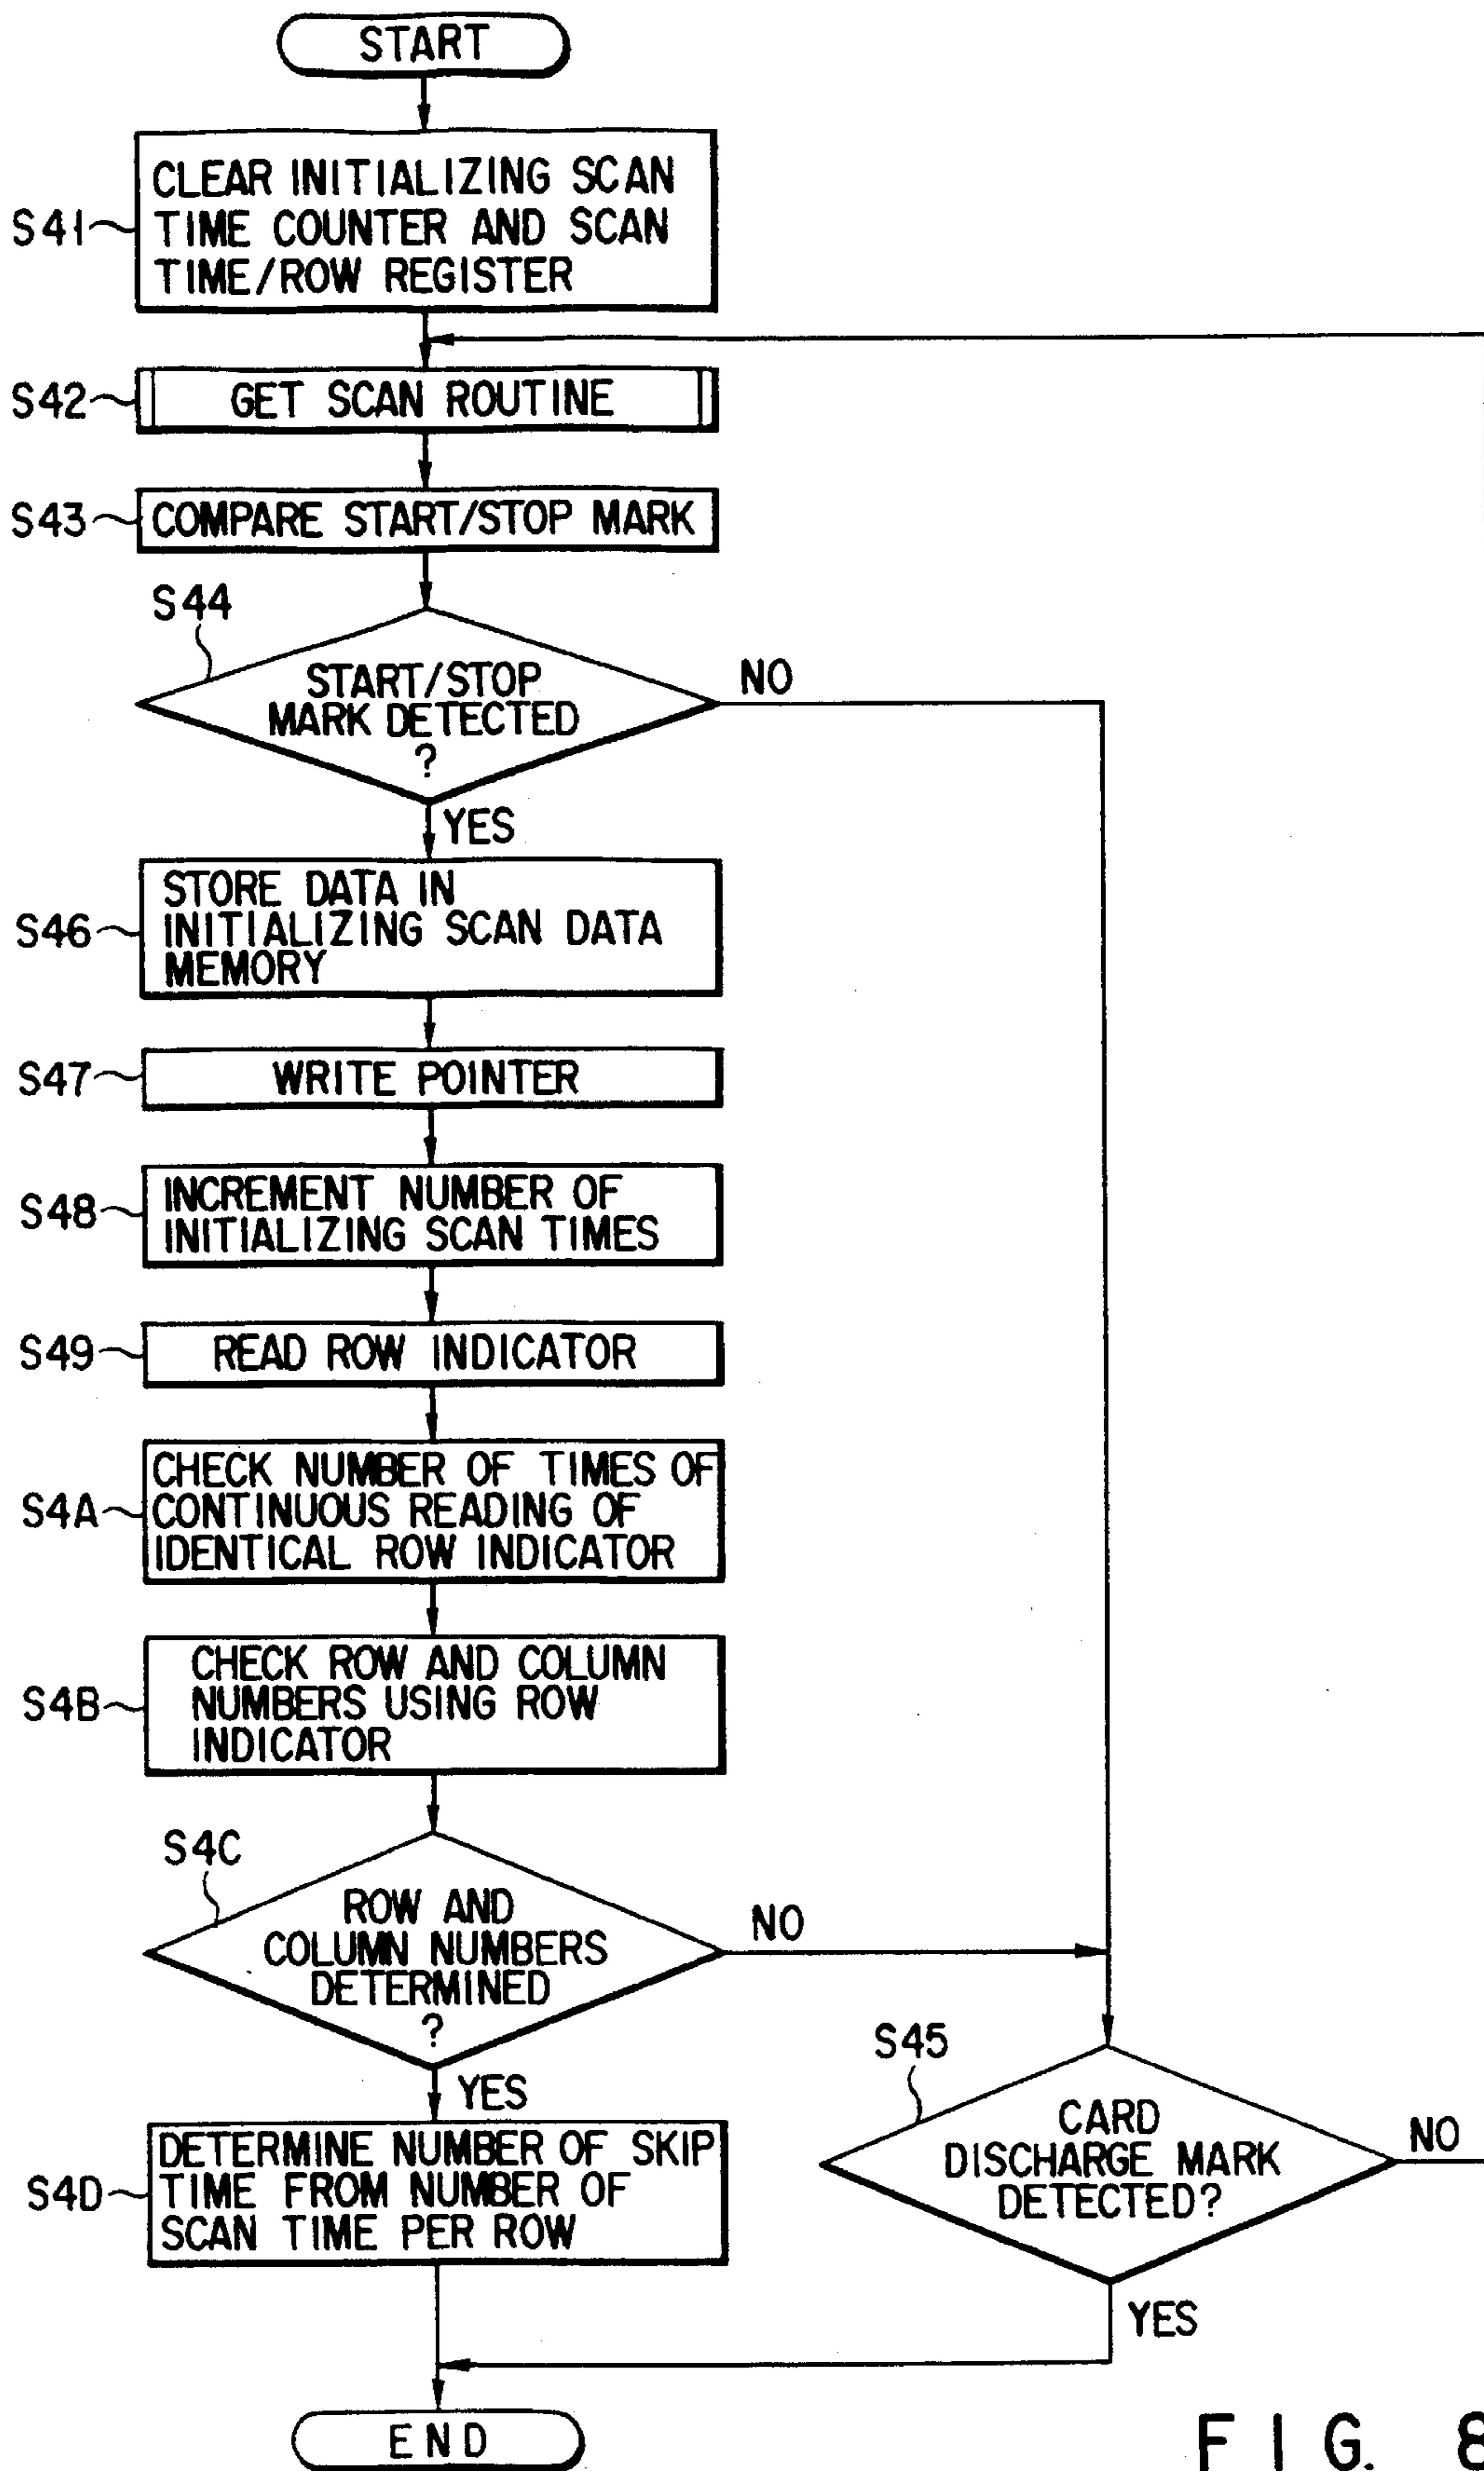 START
S41
CLEAR INITIALIZING SCAN
TIME COUNTER AND SCAN
TIME/ROW REGISTER
S42
GET SCAN ROUTINE
S43
COMPARE START/STOP MARK
S44
START/STOP
MARK DETECTED
?
NO
YES
S46
STORE DATA IN
INITIALIZING SCAN DATA
MEMORY
S47
WRITE POINTER
S48
INCREMENT NUMBER OF
INITIALIZING SCAN TIMES
S49
READ ROW INDICATOR
S4A
CHECK NUMBER OF TIMES OF
CONTINUOUS READING OF
IDENTICAL ROW INDICATOR
S4B
CHECK ROW AND COLUMN
NUMBERS USING ROW
INDICATOR
S4C
ROW AND
COLUMN NUMBERS
DETERMINED
?
NO
YES
S45
CARD
DISCHARGE MARK
DETECTED?
NO
YES
S4D
DETERMINE NUMBER OF SKIP
TIME FROM NUMBER OF
SCAN TIME PER ROW
END
FIG. 8